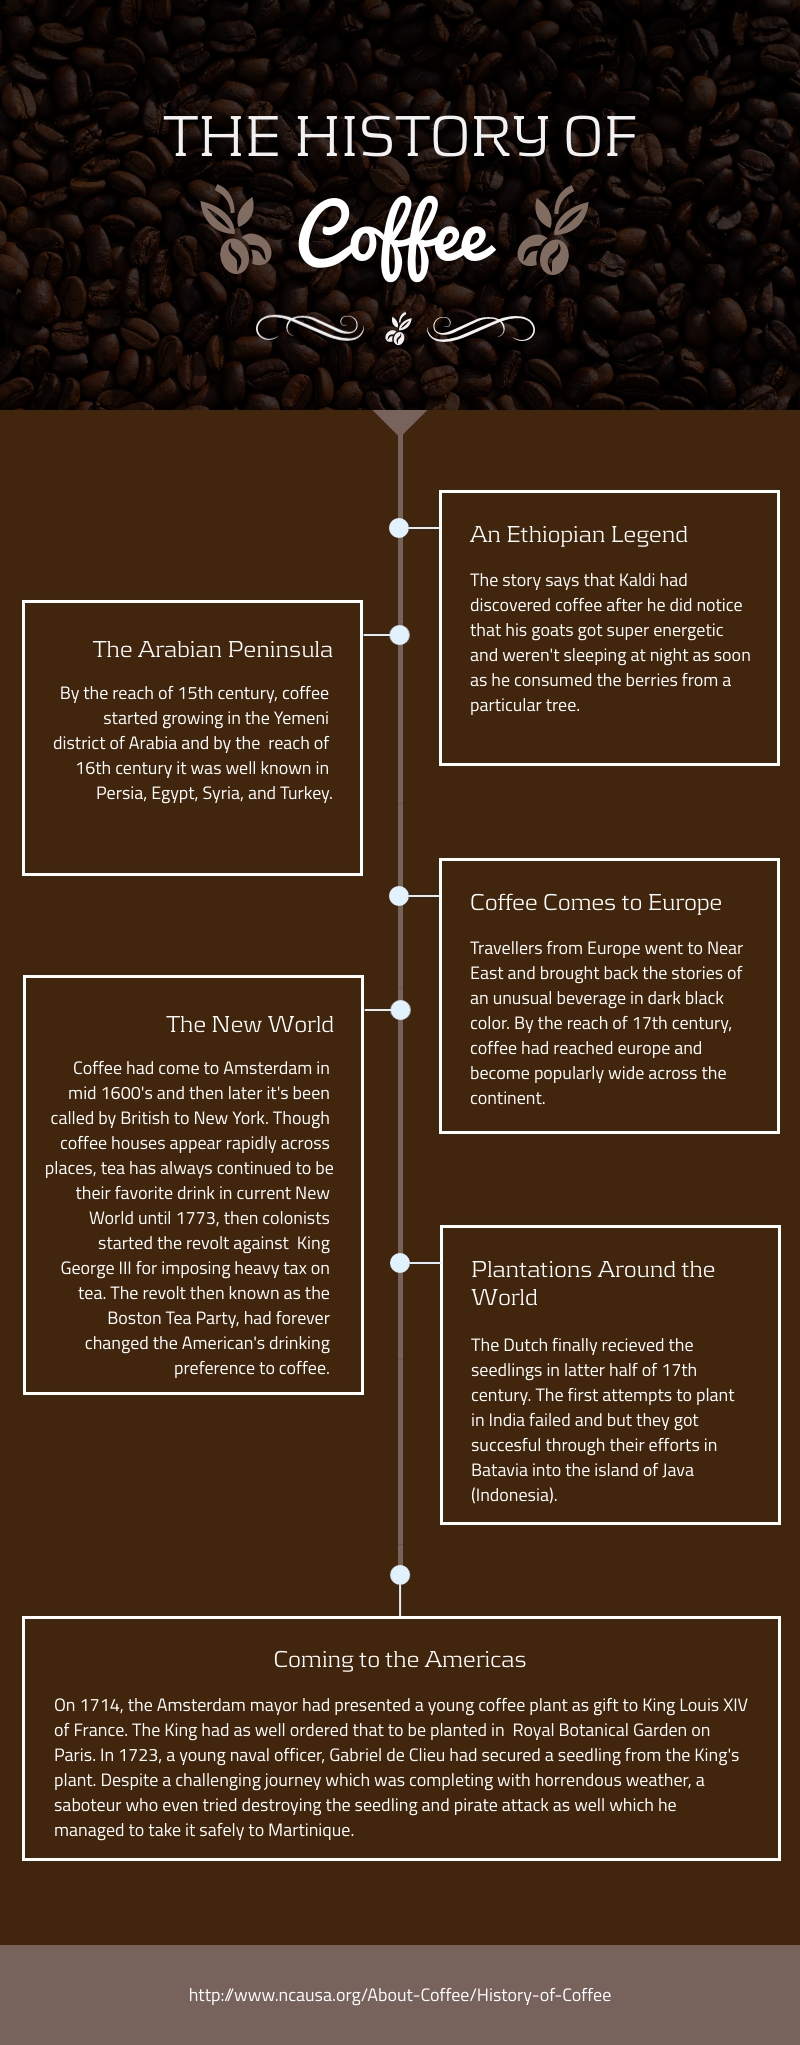 THE HISTORY OF
Coffee
An Ethiopian Legend
The story says that Kaldi had
discovered coffee after he did notice
that his goats got super energetic
and weren't sleeping at night as soon
as he consumed the berries from a
particular tree.
The Arabian Peninsula
By the reach of 15th century, coffee
started growing in the Yemeni
district of Arabia and by the  reach of
16th century it was well known in
Persia, Egypt, Syria, and Turkey.
Coffee Comes to Europe
Travellers from Europe went to Near
East and brought back the stories of
an unusual beverage in dark black
color. By the reach of 17th century,
coffee had reached europe and
become popularly wide across the
continent.
The New World
Coffee had come to Amsterdam in
mid 1600's and then later it's been
called by British to New York. Though
coffee houses appear rapidly across
places, tea has always continued to be
their favorite drink in current New
World until 1773, then colonists
started the revolt against  King
George III for imposing heavy tax on
tea. The revolt then known as the
Boston Tea Party, had forever
changed the American's drinking
preference to coffee.
Plantations Around the
World
The Dutch finally recieved the
seedlings in latter half of 17th
century. The first attempts to plant
in India failed and but they got
succesful through their efforts in
Batavia into the island of Java
(Indonesia).
Coming to the Americas
On 1714, the Amsterdam mayor had presented a young coffee plant as gift to King Louis XIV
of France. The King had as well ordered that to be planted in  Royal Botanical Garden on
Paris. In 1723, a young naval officer, Gabriel de Clieu had secured a seedling from the King's
plant. Despite a challenging journey which was completing with horrendous weather, a
saboteur who even tried destroying the seedling and pirate attack as well which he
managed to take it safely to Martinique.
http://www.ncausa.org/About-Coffee/History-of-Coffee